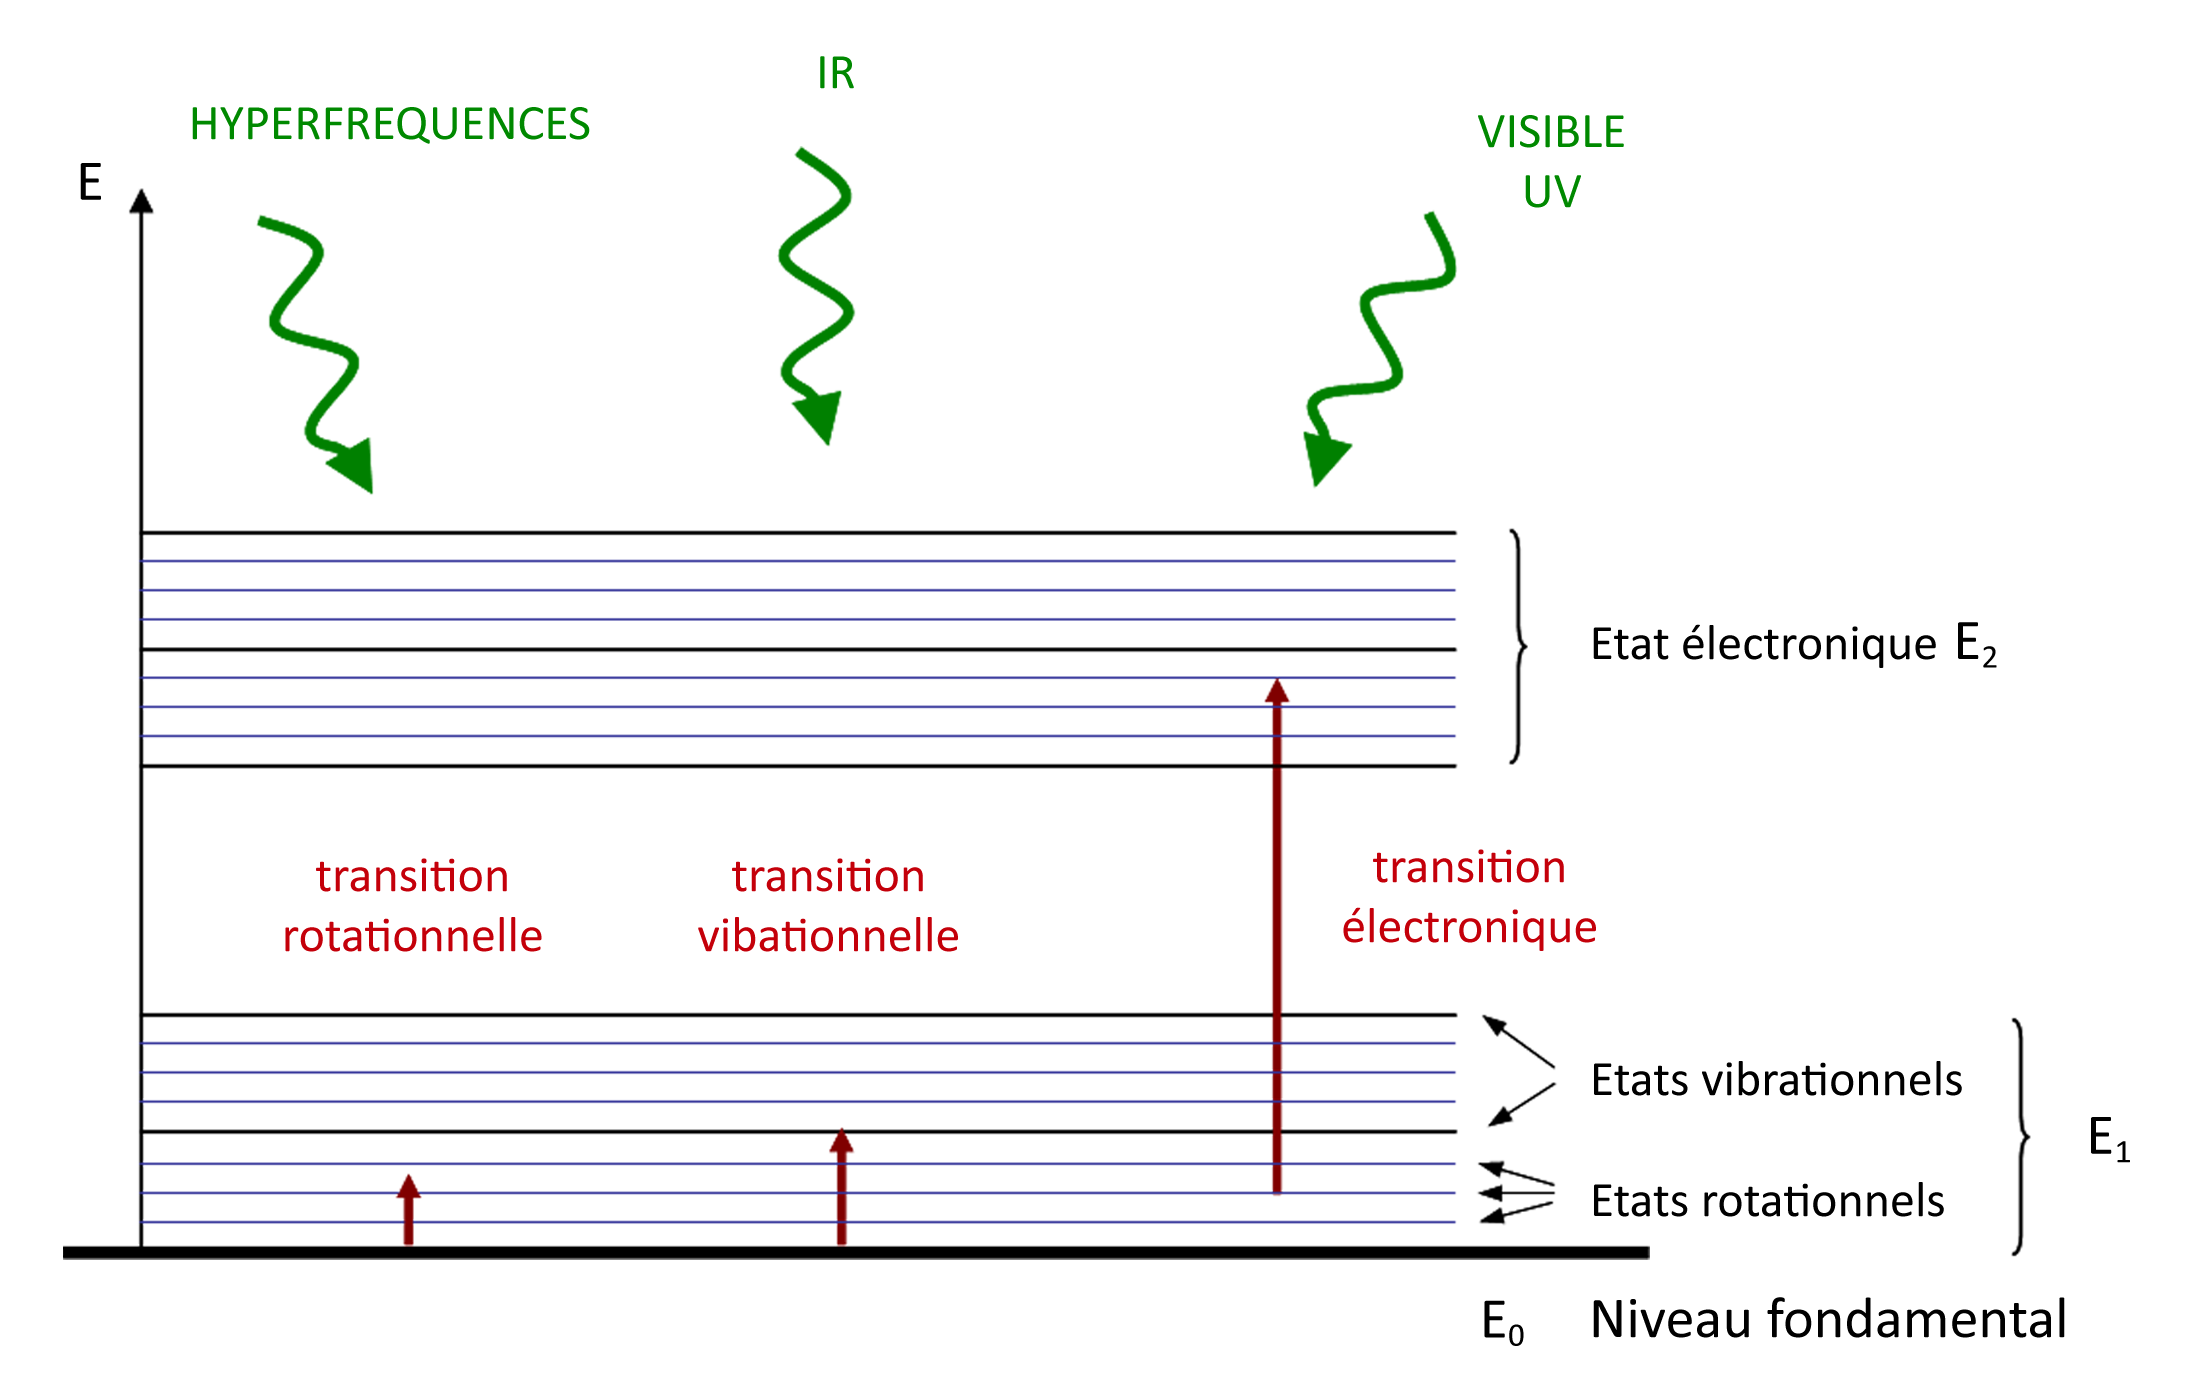 IR
HYPERFREQUENCES
VISIBLE
UV
E
Etat électronique E₂
transition
rotationnelle
transition
vibationnelle
transition
électronique
Etats vibrationnels
E₁
Etats rotationnels
E₀ Niveau fondamental